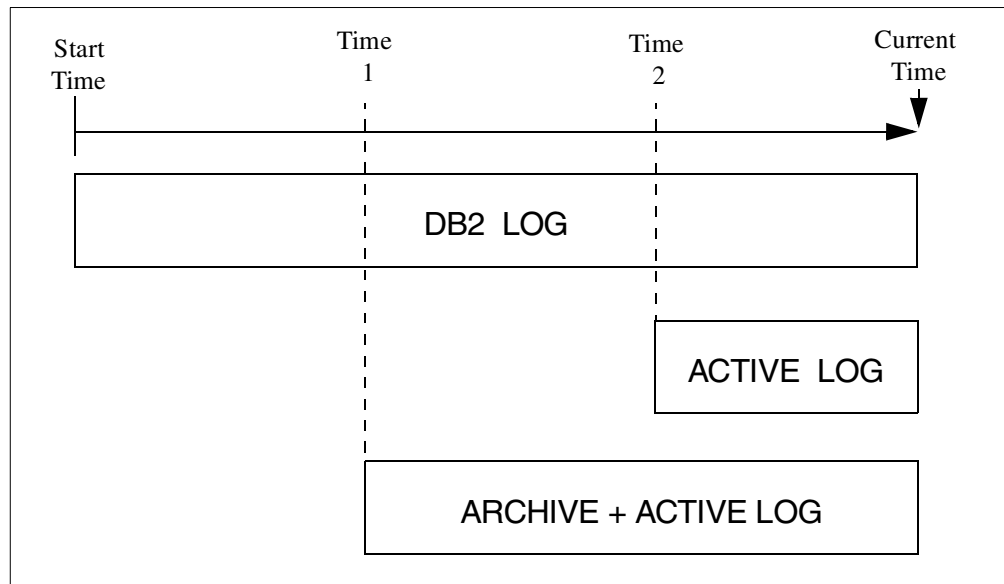 Start
Time
Time
1
Time
2
Current
Time
DB2 LOG
ACTIVE LOG
ARCHIVE + ACTIVE LOG